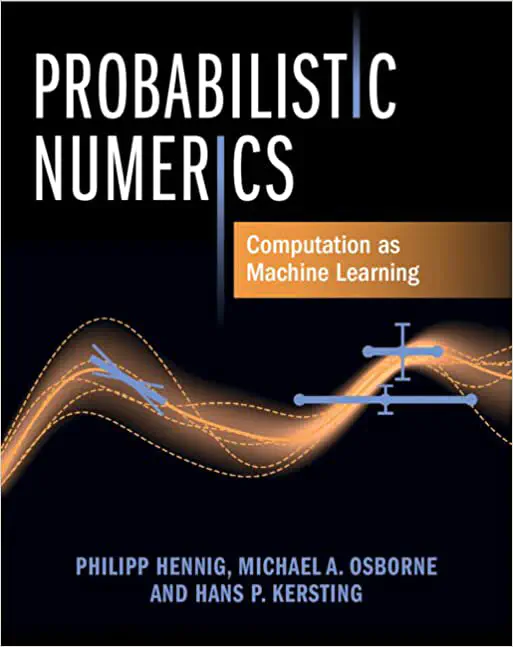 PROBABILISTIC
NUMERICS
Computation as
Machine Learning
PHILIPP HENNIG, MICHAEL A. OSBORNE
AND HANS P. KERSTING